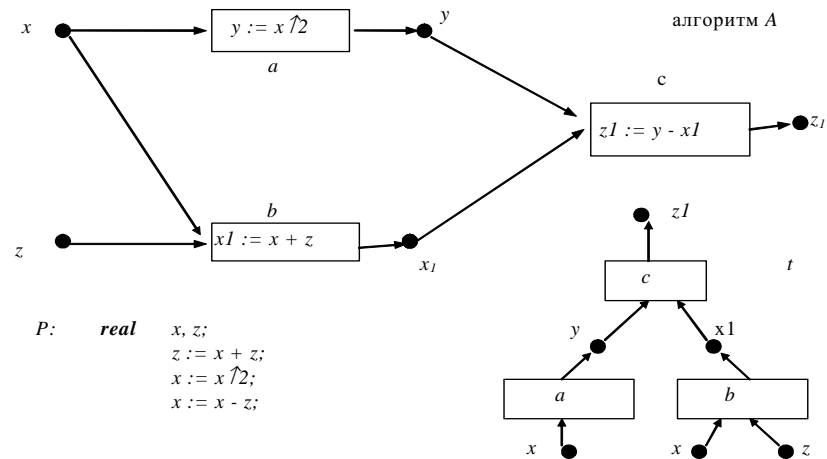 x
y := x↑2
y
алгоритм A
a
c
z1 := y - x1
z₁
b
z
x1 := x + z
x₁
z1
c
t
y
x1
P: real x, z;
z := x + z;
x := x↑2;
x := x - z;
a
b
x
x
z